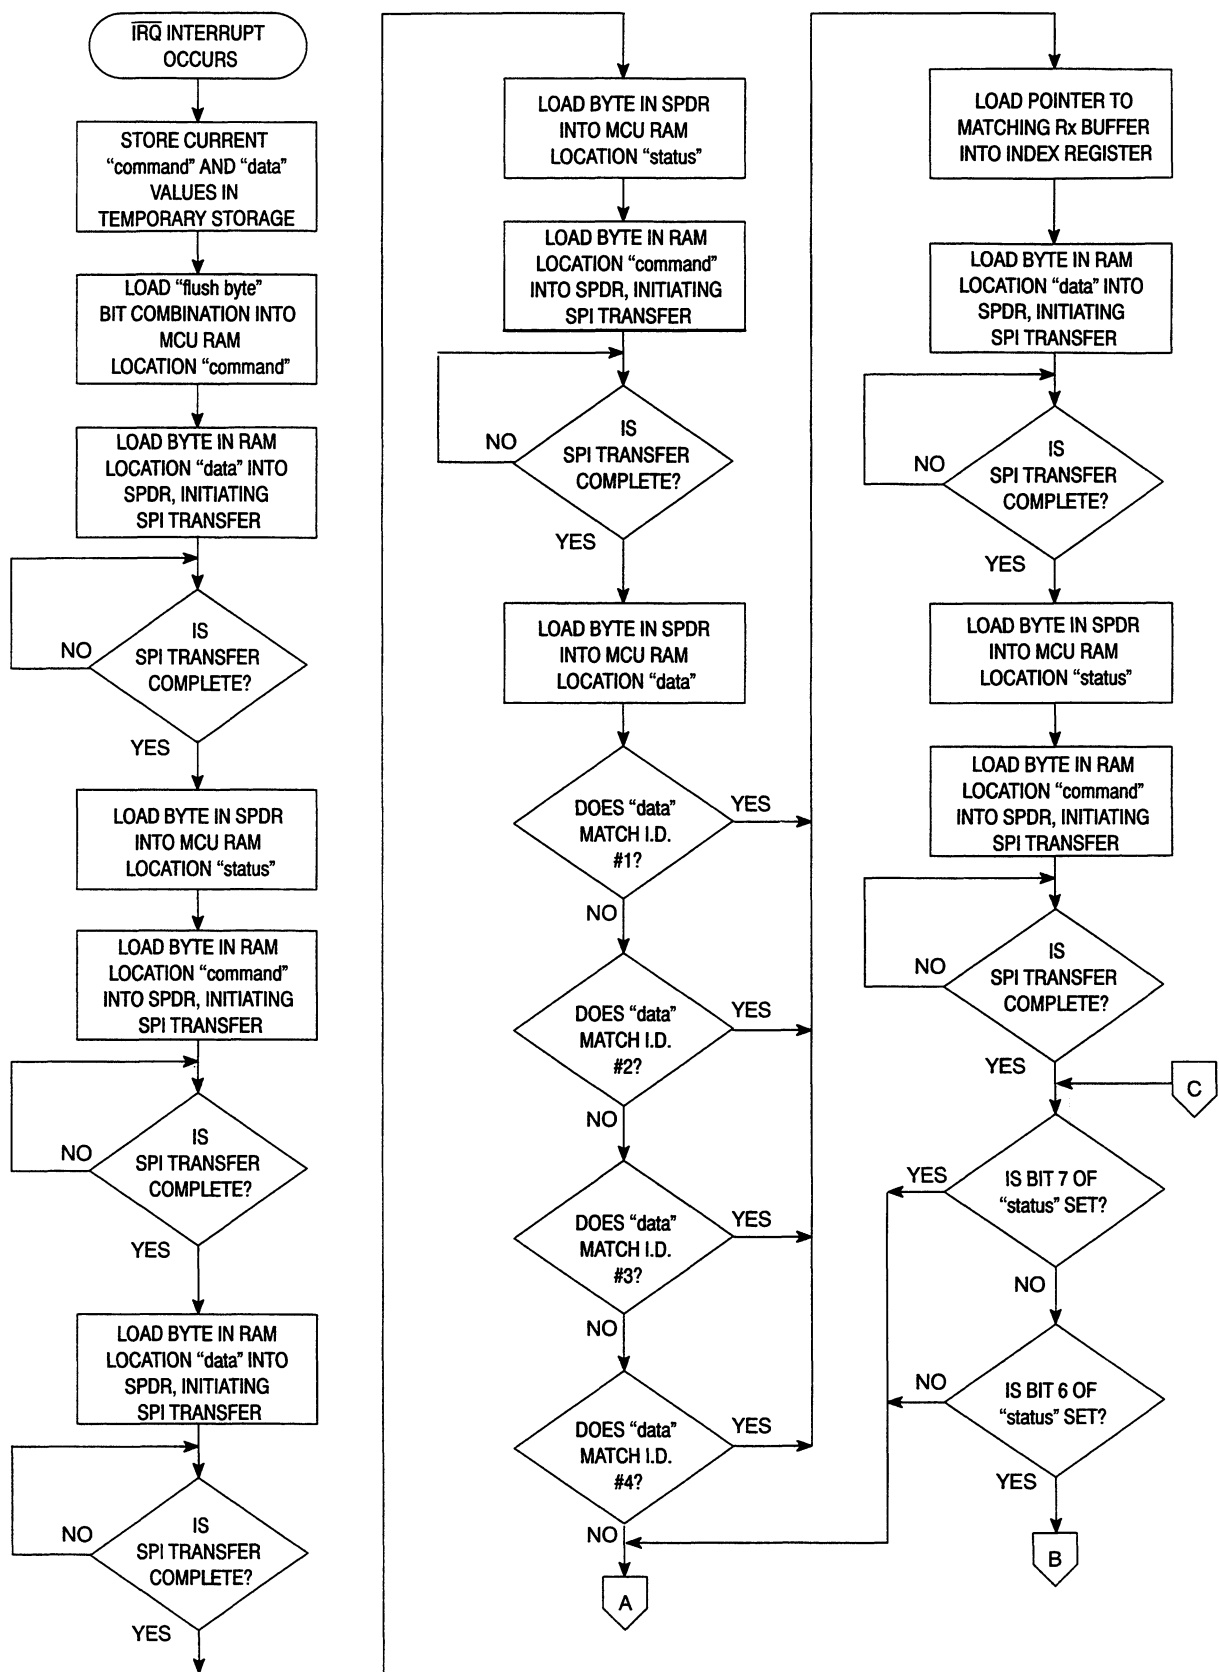 IRQ INTERRUPT
OCCURS
STORE CURRENT
“command” AND “data”
VALUES IN
TEMPORARY STORAGE
LOAD “flush byte”
BIT COMBINATION INTO
MCU RAM
LOCATION “command”
LOAD BYTE IN RAM
LOCATION “data” INTO
SPDR, INITIATING
SPI TRANSFER
IS
SPI TRANSFER
COMPLETE?
NO
YES
LOAD BYTE IN SPDR
INTO MCU RAM
LOCATION “status”
LOAD BYTE IN RAM
LOCATION “command”
INTO SPDR, INITIATING
SPI TRANSFER
IS
SPI TRANSFER
COMPLETE?
NO
YES
LOAD BYTE IN RAM
LOCATION “data” INTO
SPDR, INITIATING
SPI TRANSFER
IS
SPI TRANSFER
COMPLETE?
NO
YES
LOAD BYTE IN SPDR
INTO MCU RAM
LOCATION “status”
LOAD BYTE IN RAM
LOCATION “command”
INTO SPDR, INITIATING
SPI TRANSFER
IS
SPI TRANSFER
COMPLETE?
NO
YES
LOAD BYTE IN SPDR
INTO MCU RAM
LOCATION “data”
DOES “data”
MATCH I.D.
#1?
YES
NO
DOES “data”
MATCH I.D.
#2?
YES
NO
DOES “data”
MATCH I.D.
#3?
YES
NO
DOES “data”
MATCH I.D.
#4?
YES
NO
A
LOAD POINTER TO
MATCHING Rx BUFFER
INTO INDEX REGISTER
LOAD BYTE IN RAM
LOCATION “data” INTO
SPDR, INITIATING
SPI TRANSFER
IS
SPI TRANSFER
COMPLETE?
NO
YES
LOAD BYTE IN SPDR
INTO MCU RAM
LOCATION “status”
LOAD BYTE IN RAM
LOCATION “command”
INTO SPDR, INITIATING
SPI TRANSFER
IS
SPI TRANSFER
COMPLETE?
NO
YES
C
IS BIT 7 OF
“status” SET?
YES
NO
IS BIT 6 OF
“status” SET?
NO
YES
B